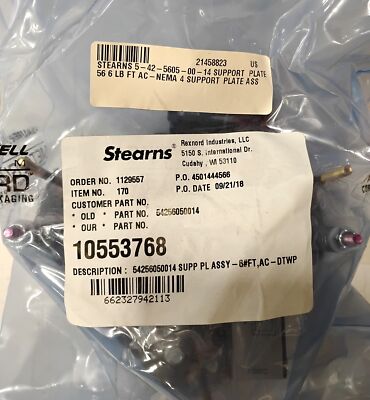 21458823 US
STEARNS 5-42-5605-00-14 SUPPORT PLATE
56 6 LB FT AC-NEMA 4 SUPPORT PLATE ASS
Stearns®
Rexnord Industries, LLC
5150 S. International Dr.
Cudahy , WI 53110
ORDER NO. 1129557
P.O. 4501444566
ITEM NO. 170
P.O. DATE 09/21/18
CUSTOMER PART NO.
* OLD * PART NO. 54256050014
* OUR * PART NO.
10553768
DESCRIPTION : 54256050014 SUPP PL ASSY-6#FT,AC-DTWP
662327942113